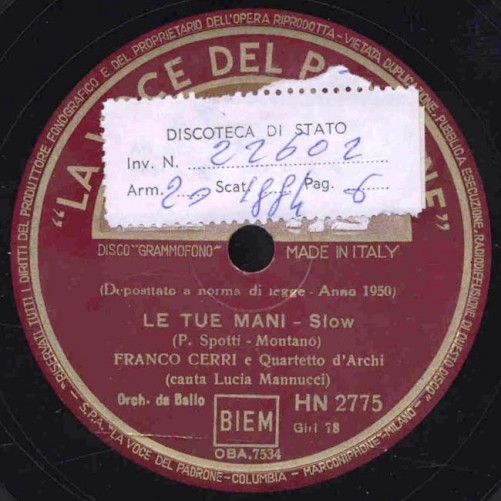 "RISERVATI TUTTI I DIRITTI DEL PRODUTTORE FONOGRAFICO E DEL PROPRIETARIO DELL'OPERA RIPRODOTTA - VIETATA DUPLICAZIONE, PUBBLICA ESECUZIONE, RADIODIFFUSIONE DI QUESTO DISCO"
"LA VOCE DEL P NE"
DISCOTECA DI STATO
Inv. N. 22602
Arm. 20 Scat. 1884 Pag. 6
DISCO "GRAMMOFONO" MADE IN ITALY
(Depositato a norma di legge - Anno 1950)
LE TUE MANI - Slow
(P. Spotti - Montano)
FRANCO CERRI e Quartetto d'Archi
(canta Lucia Mannucci)
Orch. da Ballo BIEM HN 2775
Giri 78
OBA.7534
- S.P.A. "LA VOCE DEL PADRONE - COLUMBIA - MARCONIPHONE" - MILANO -